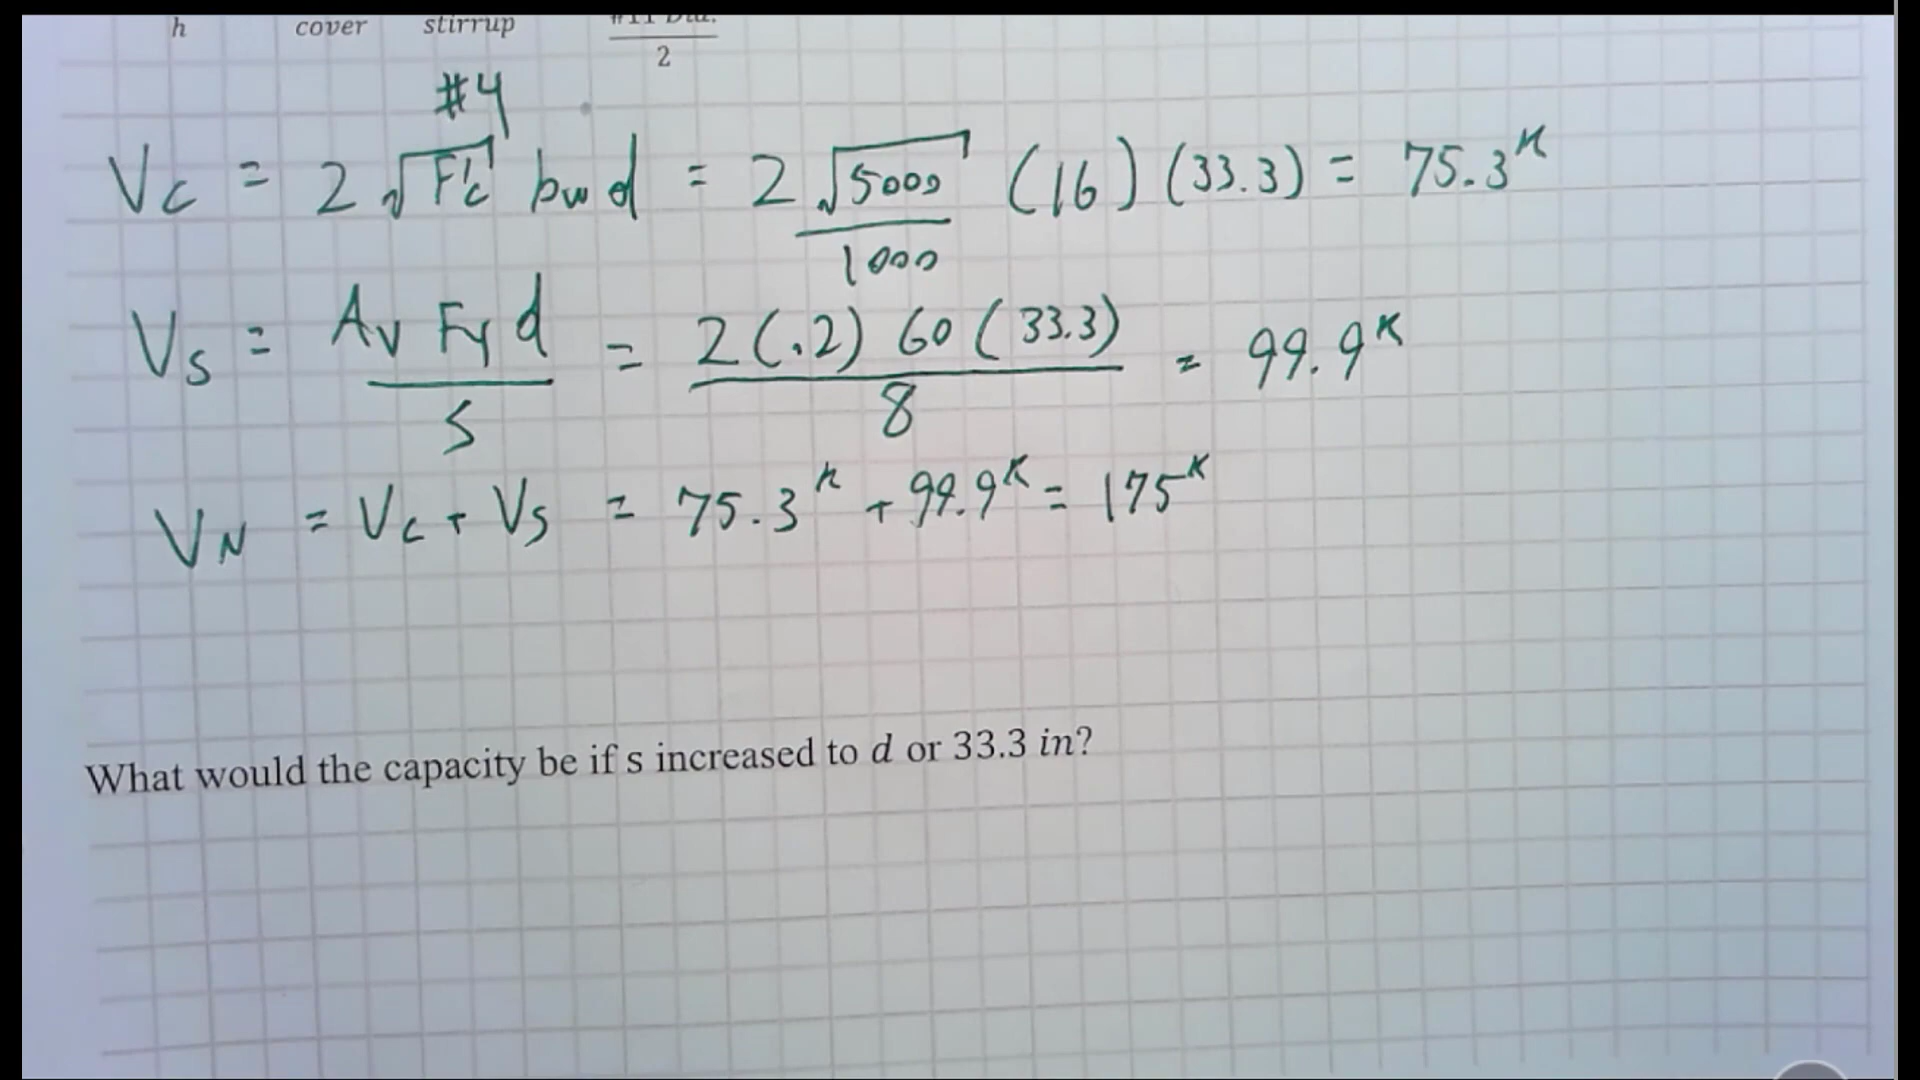 h cover stirrup #11 Dia. / 2
#4
Vc = 2 √F'c bw d = 2 √5000 / 1000 (16) (33.3) = 75.3ᴷ
Vs = Av Fy d / s = 2 (.2) 60 (33.3) / 8 = 99.9ᴷ
VN = Vc + Vs = 75.3ᴷ + 99.9ᴷ = 175ᴷ
What would the capacity be if s increased to d or 33.3 in?